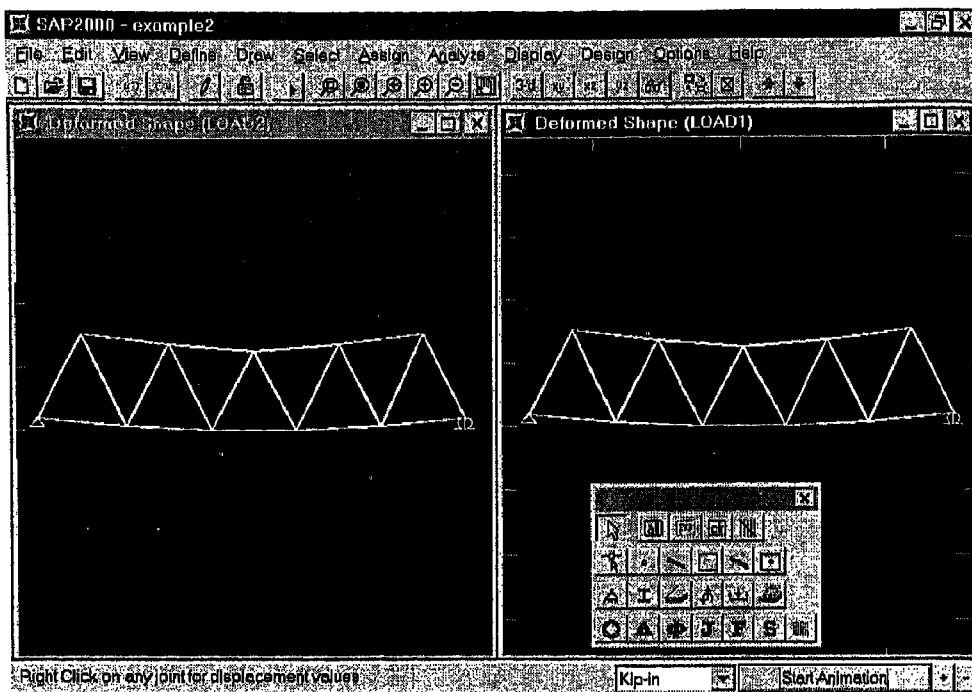 SAP2000 - example2
File Edit View Define Draw Select Assign Analyze Display Design Options Help
Deformed Shape (LOAD2)
Deformed Shape (LOAD1)
Right Click on any joint for displacement values
Kip-in
Start Animation